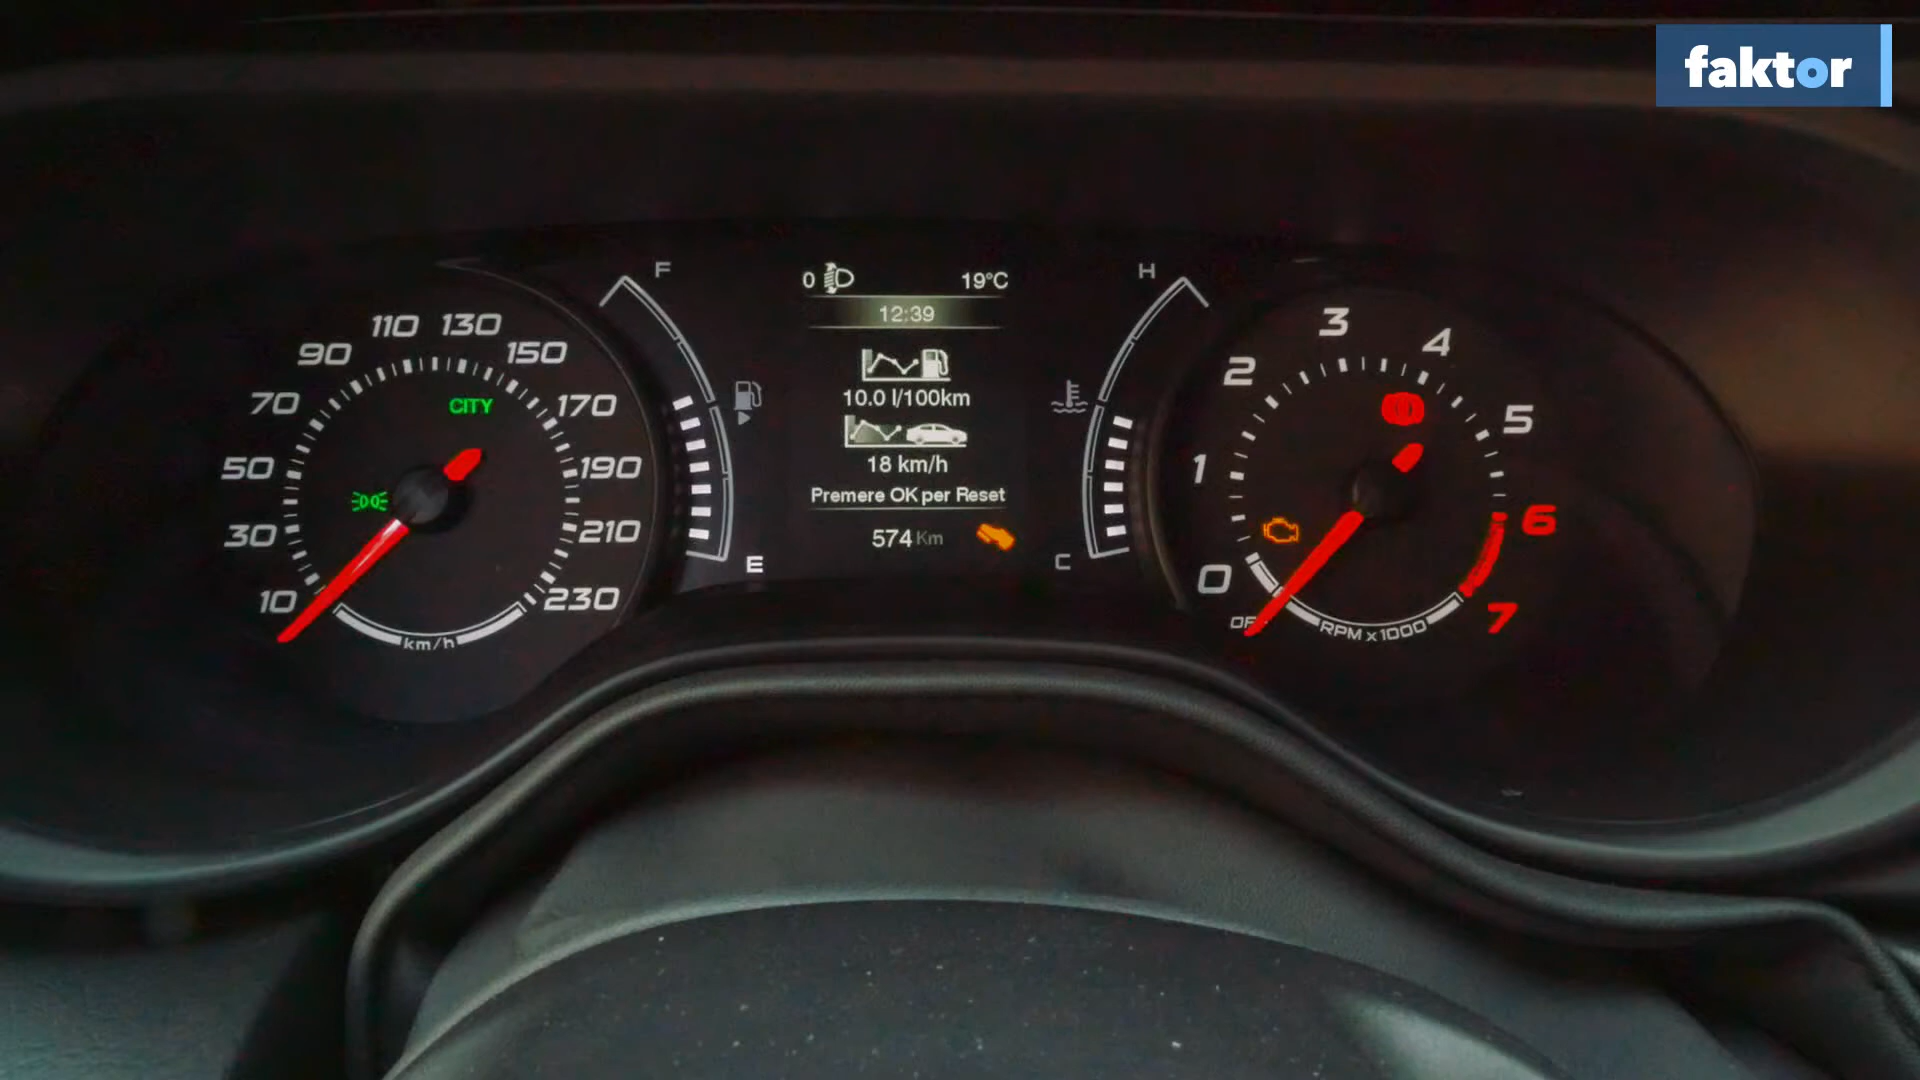 faktor
F
H
0 19°C
12:39
10.0 l/100km
18 km/h
Premere OK per Reset
574 Km
E
C
10
30
50
70
90
110
130
150
170
190
210
230
CITY
km/h
0
1
2
3
4
5
6
7
RPM x1000